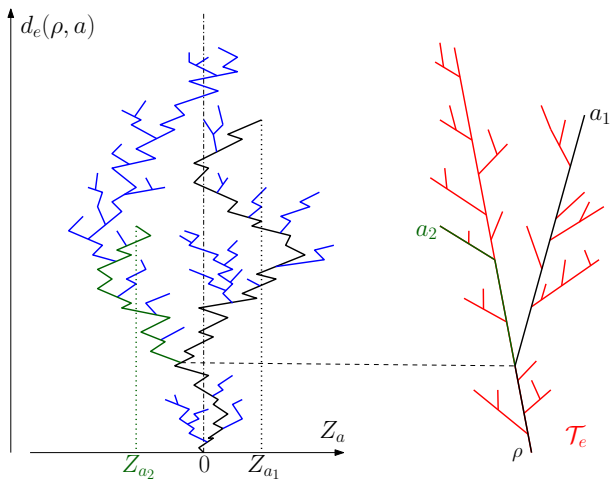 d_e(ρ, a)
a_1
a_2
Z_a
ρ
𝒯_e
Z_{a_2}
0
Z_{a_1}